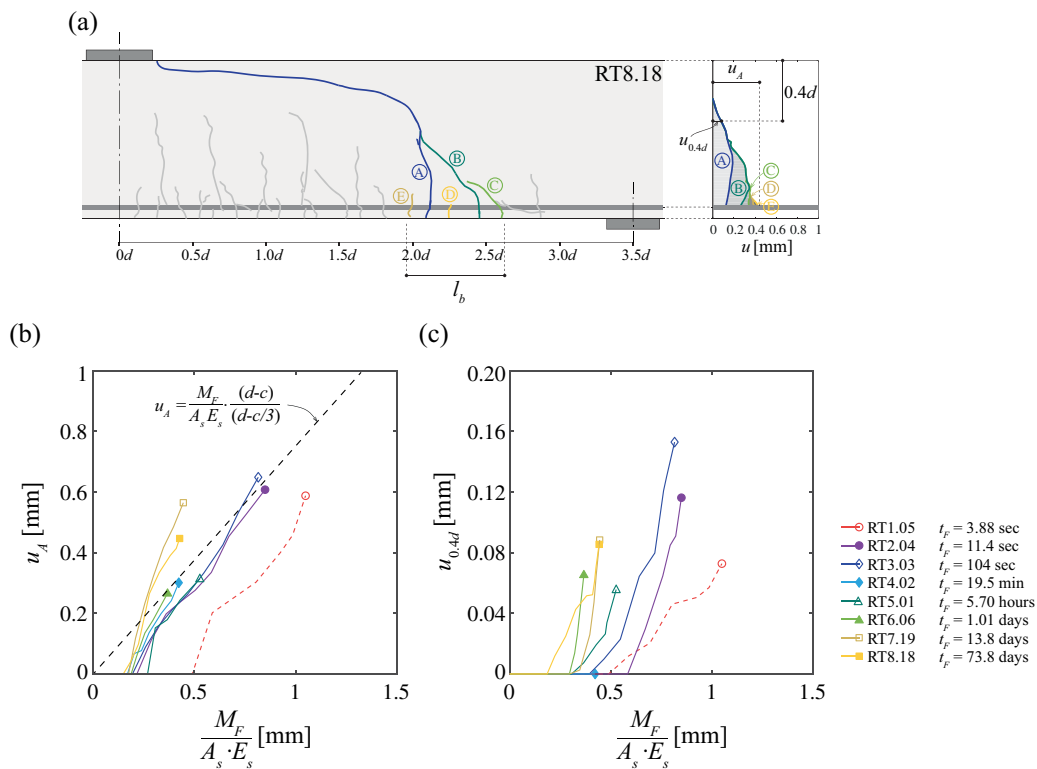 (a)
RT8.18
A
B
C
D
E
0d 0.5d 1.0d 1.5d 2.0d 2.5d 3.0d 3.5d
l_b
u_A
0.4d
u_0.4d
A
B
C
D
E
0 0.2 0.4 0.6 0.8 1
u [mm]
(b)
1
0.8
0.6
0.4
0.2
0
u_A [mm]
u_A = M_F / A_s E_s · (d-c) / (d-c/3)
0 0.5 1 1.5
M_F / A_s · E_s [mm]
(c)
0.20
0.16
0.12
0.08
0.04
0
u_0.4d [mm]
0 0.5 1 1.5
M_F / A_s · E_s [mm]
RT1.05 t_F = 3.88 sec
RT2.04 t_F = 11.4 sec
RT3.03 t_F = 104 sec
RT4.02 t_F = 19.5 min
RT5.01 t_F = 5.70 hours
RT6.06 t_F = 1.01 days
RT7.19 t_F = 13.8 days
RT8.18 t_F = 73.8 days